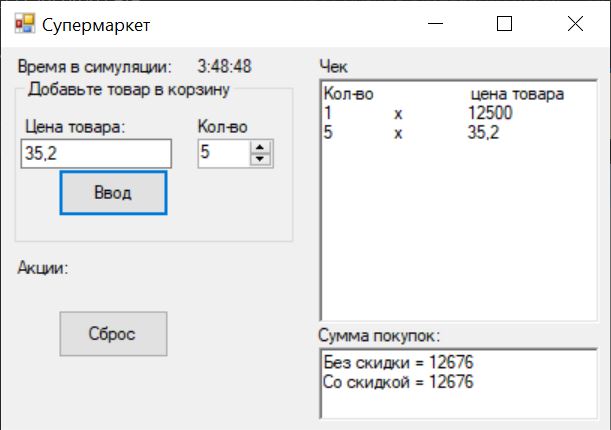 Супермаркет
Время в симуляции: 3:48:48
Добавьте товар в корзину
Цена товара: Кол-во
35,2 5
Ввод
Акции:
Сброс
Чек
Кол-во цена товара
1 x 12500
5 x 35,2
Сумма покупок:
Без скидки = 12676
Со скидкой = 12676